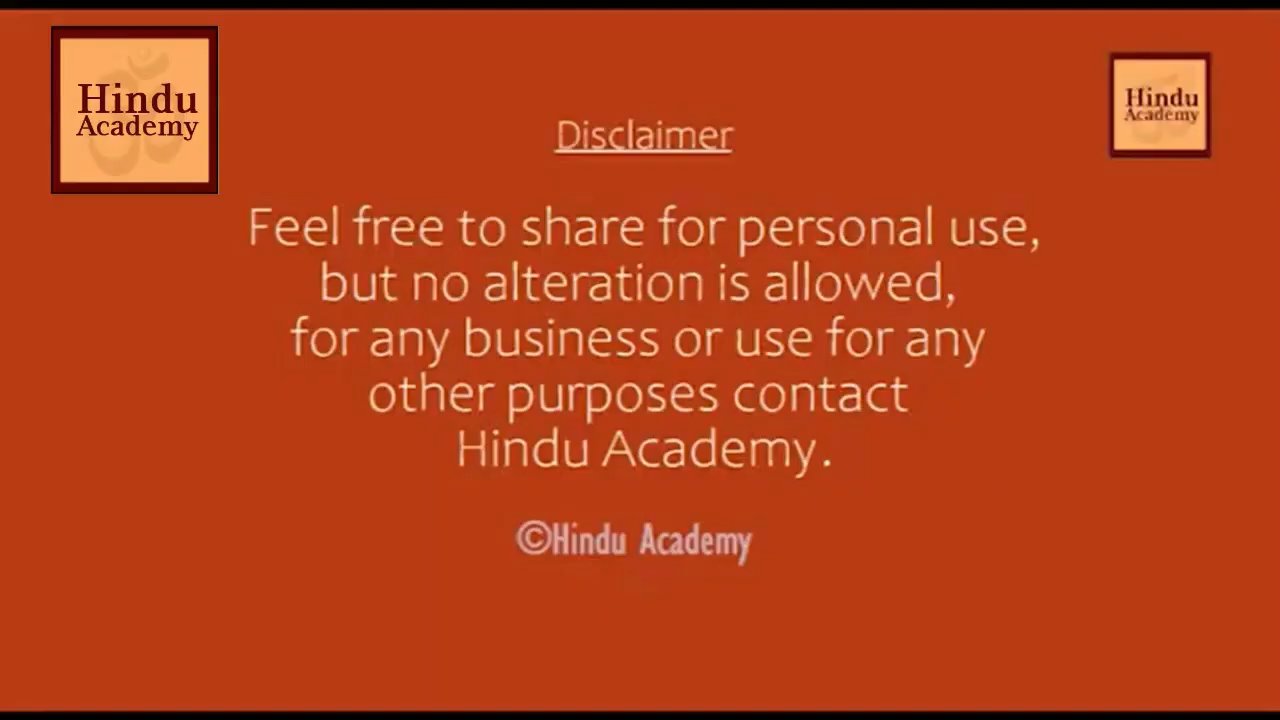 Hindu
Academy
Hindu
Academy
Disclaimer
Feel free to share for personal use,
but no alteration is allowed,
for any business or use for any
other purposes contact
Hindu Academy.
©Hindu Academy